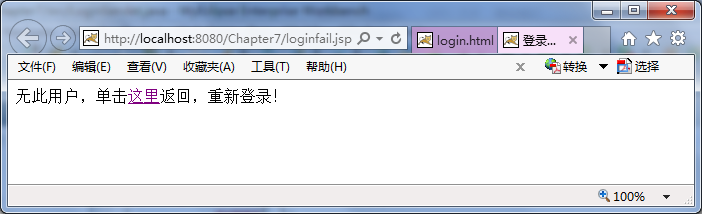 http://localhost:8080/Chapter7/loginfail.jsp
login.html
登录...
文件(F) 编辑(E) 查看(V) 收藏夹(A) 工具(T) 帮助(H)
转换 选择
无此用户，单击这里返回，重新登录！
100%